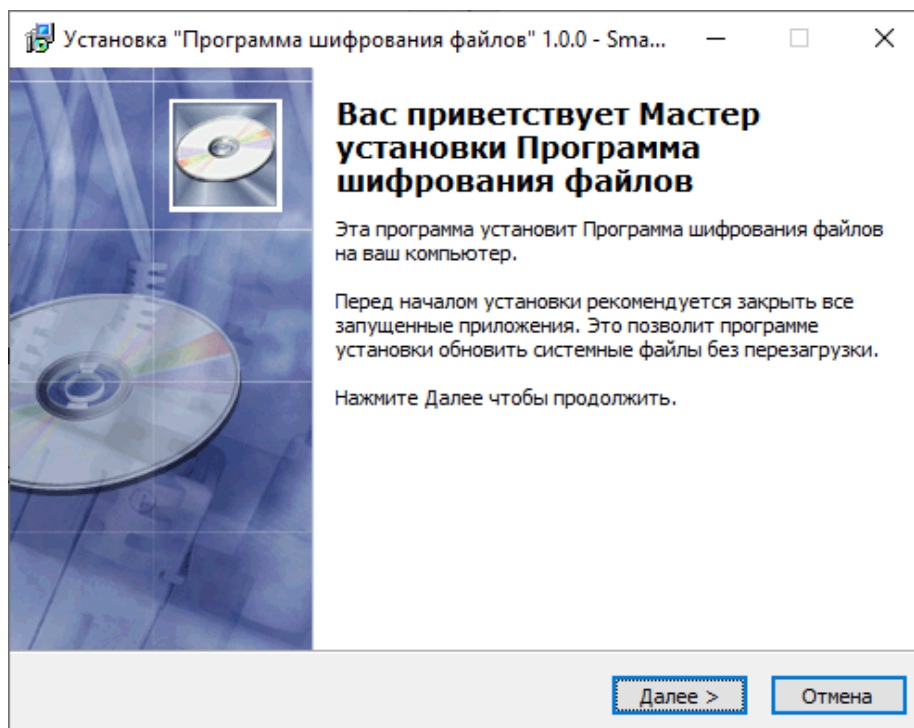 Установка "Программа шифрования файлов" 1.0.0 - Sma...
Вас приветствует Мастер
установки Программа
шифрования файлов
Эта программа установит Программа шифрования файлов
на ваш компьютер.
Перед началом установки рекомендуется закрыть все
запущенные приложения. Это позволит программе
установки обновить системные файлы без перезагрузки.
Нажмите Далее чтобы продолжить.
Далее >
Отмена